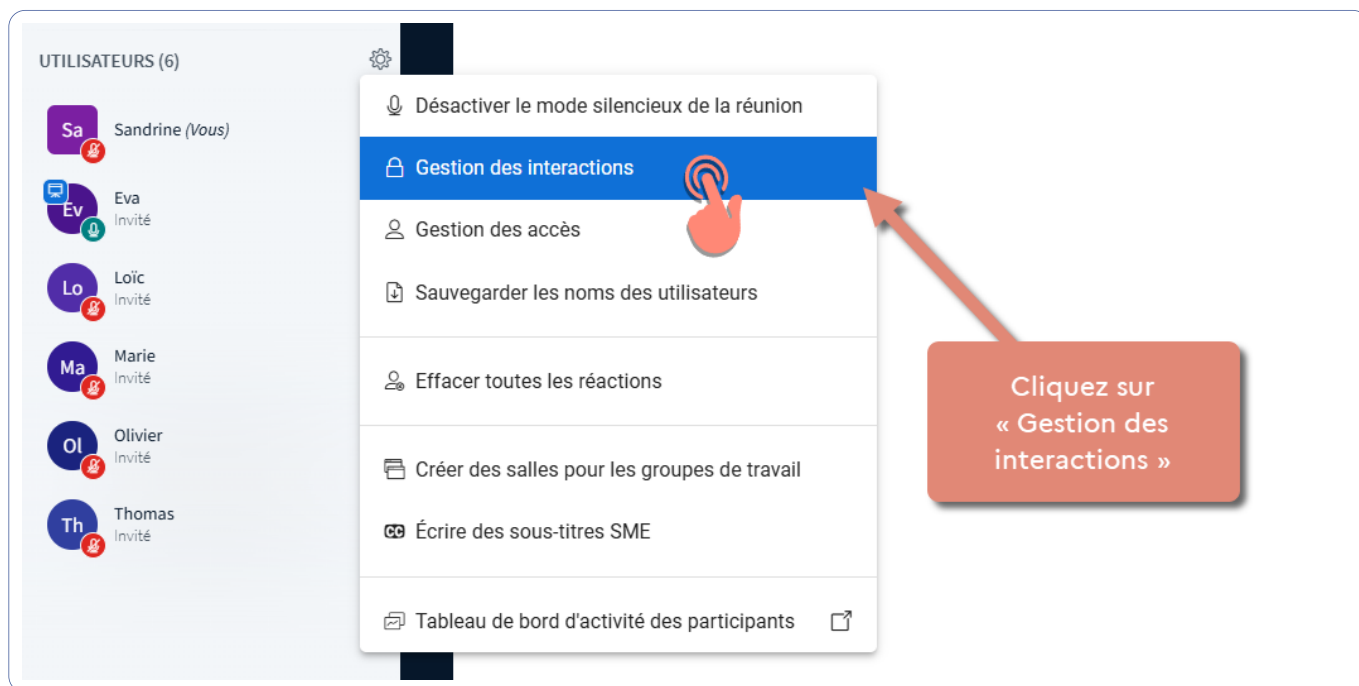 UTILISATEURS (6)
Sa
Sandrine (Vous)
Ev
Eva
Invité
Lo
Loïc
Invité
Ma
Marie
Invité
Ol
Olivier
Invité
Th
Thomas
Invité
Désactiver le mode silencieux de la réunion
Gestion des interactions
Gestion des accès
Sauvegarder les noms des utilisateurs
Effacer toutes les réactions
Créer des salles pour les groupes de travail
CC Écrire des sous-titres SME
Tableau de bord d'activité des participants
Cliquez sur
« Gestion des
interactions »